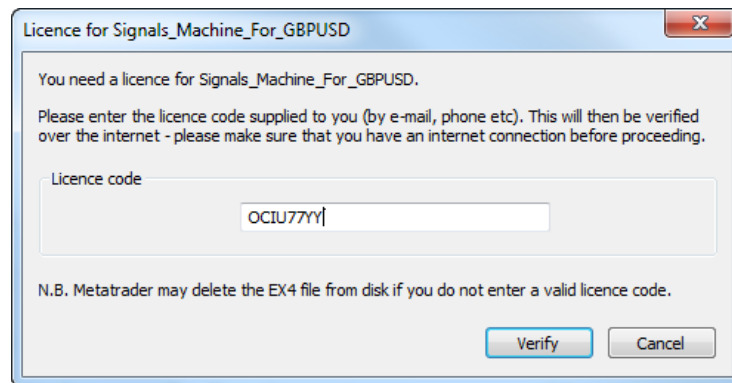 Licence for Signals_Machine_For_GBPUSD
You need a licence for Signals_Machine_For_GBPUSD.
Please enter the licence code supplied to you (by e-mail, phone etc). This will then be verified
over the internet - please make sure that you have an internet connection before proceeding.
Licence code
OCIU77YY
N.B. Metatrader may delete the EX4 file from disk if you do not enter a valid licence code.
Verify Cancel